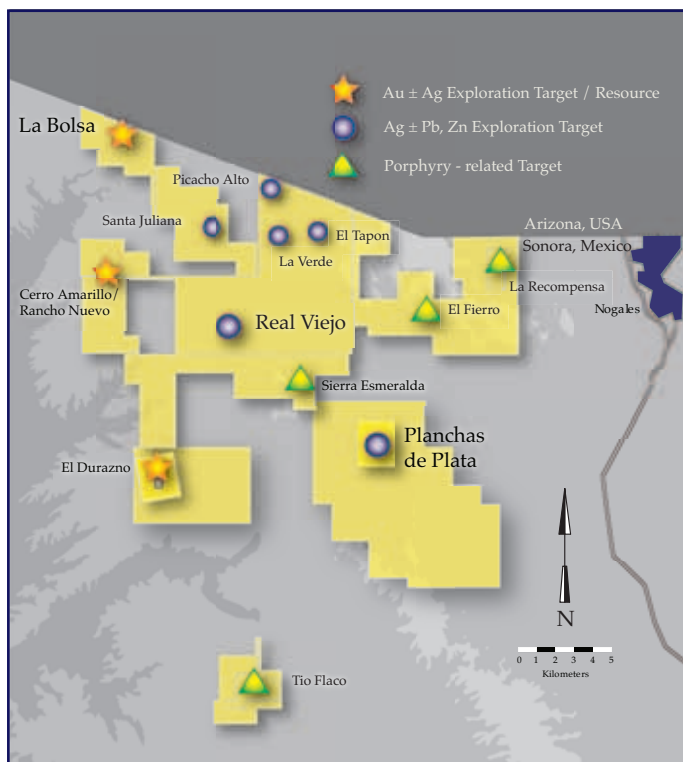 Au ± Ag Exploration Target / Resource
La Bolsa
Ag ± Pb, Zn Exploration Target
Porphyry - related Target
Picacho Alto
Santa Juliana
El Tapon
Arizona, USA
Sonora, Mexico
La Verde
La Recompensa
Cerro Amarillo/
Rancho Nuevo
Nogales
El Fierro
Real Viejo
Sierra Esmeralda
Planchas
de Plata
El Durazno
N
0 1 2 3 4 5
Kilometers
Tio Flaco